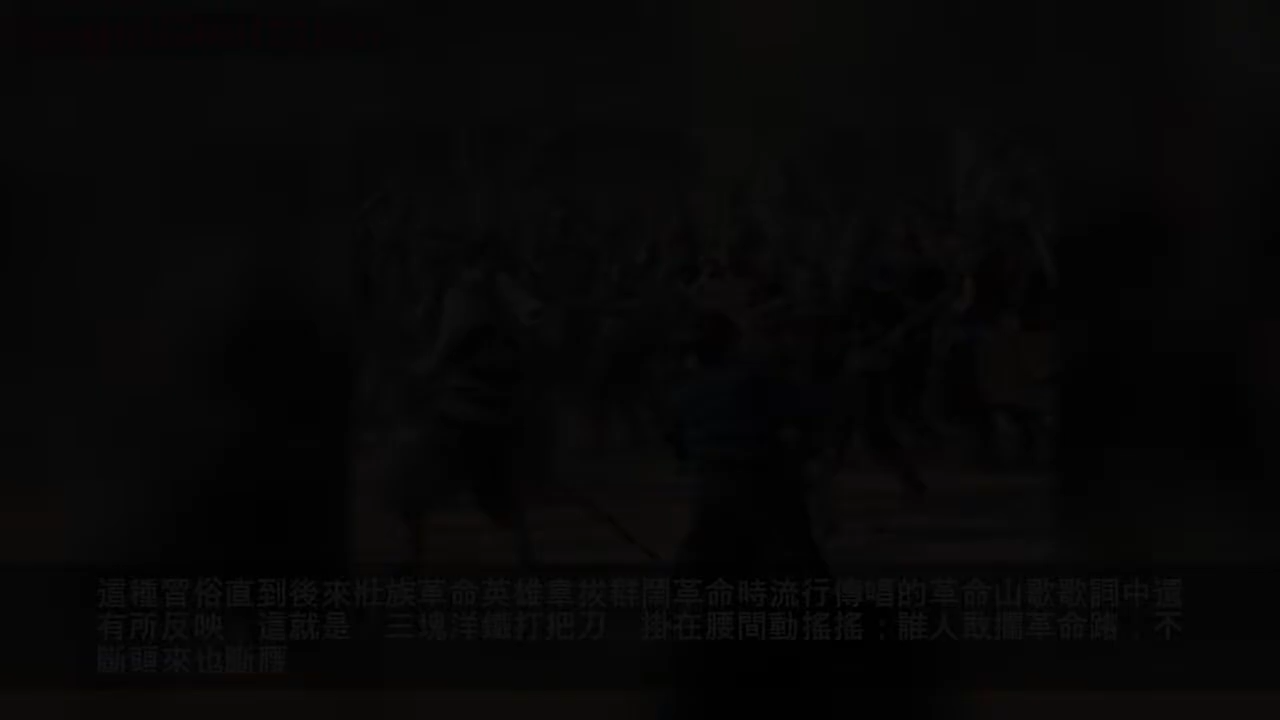 這種習俗直到後來壯族革命英雄韋拔群鬧革命時流行傳唱的革命山歌歌詞中還
有所反映 這就是 三塊洋鐵打把刀 掛在腰間動搖搖;誰人敢攔革命路 不
斷頭來也斷腰